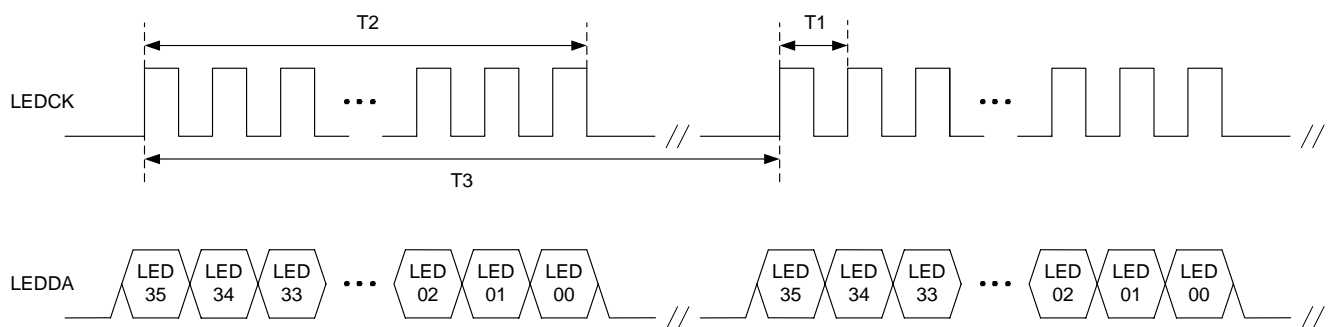 T2
T1
LEDCK
T3
LEDDA
LED 35
LED 34
LED 33
LED 02
LED 01
LED 00
LED 35
LED 34
LED 33
LED 02
LED 01
LED 00